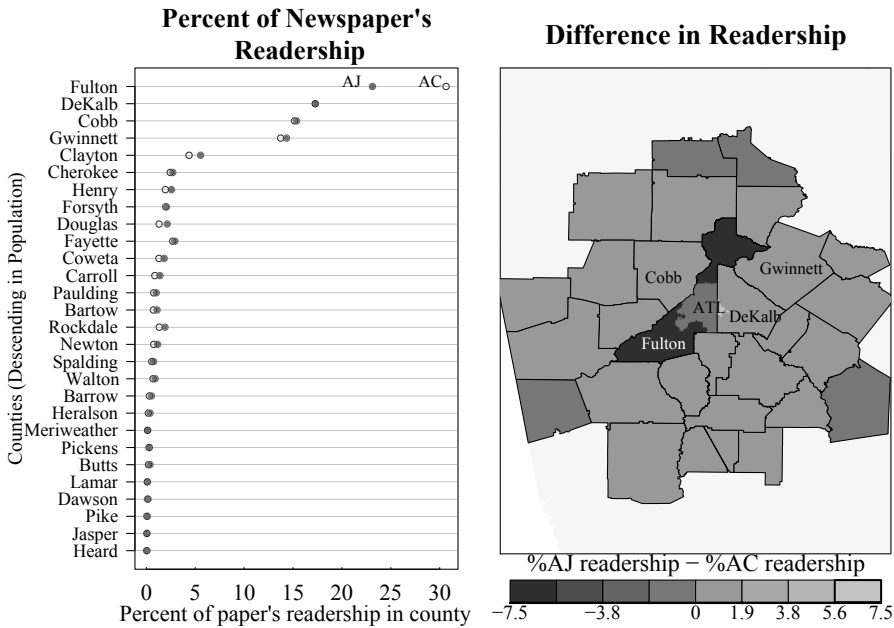 Percent of Newspaper's
Readership
AJ
AC
Counties (Descending in Population)
Fulton
DeKalb
Cobb
Gwinnett
Clayton
Cherokee
Henry
Forsyth
Douglas
Fayette
Coweta
Carroll
Paulding
Bartow
Rockdale
Newton
Spalding
Walton
Barrow
Heralson
Meriweather
Pickens
Butts
Lamar
Dawson
Pike
Jasper
Heard
0 5 10 15 20 25 30
Percent of paper's readership in county
Difference in Readership
Cobb
Gwinnett
ATL
DeKalb
Fulton
%AJ readership − %AC readership
−7.5 −3.8 0 1.9 3.8 5.6 7.5